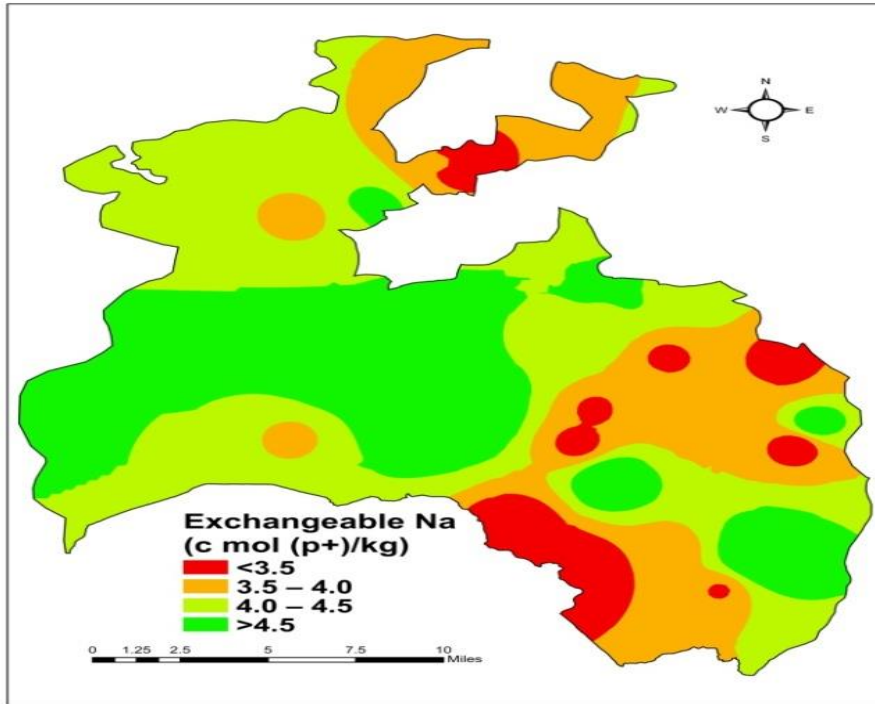 N
W E
S
Exchangeable Na
(c mol (p+)/kg)
<3.5
3.5 – 4.0
4.0 – 4.5
>4.5
0 1.25 2.5 5 7.5 10
Miles